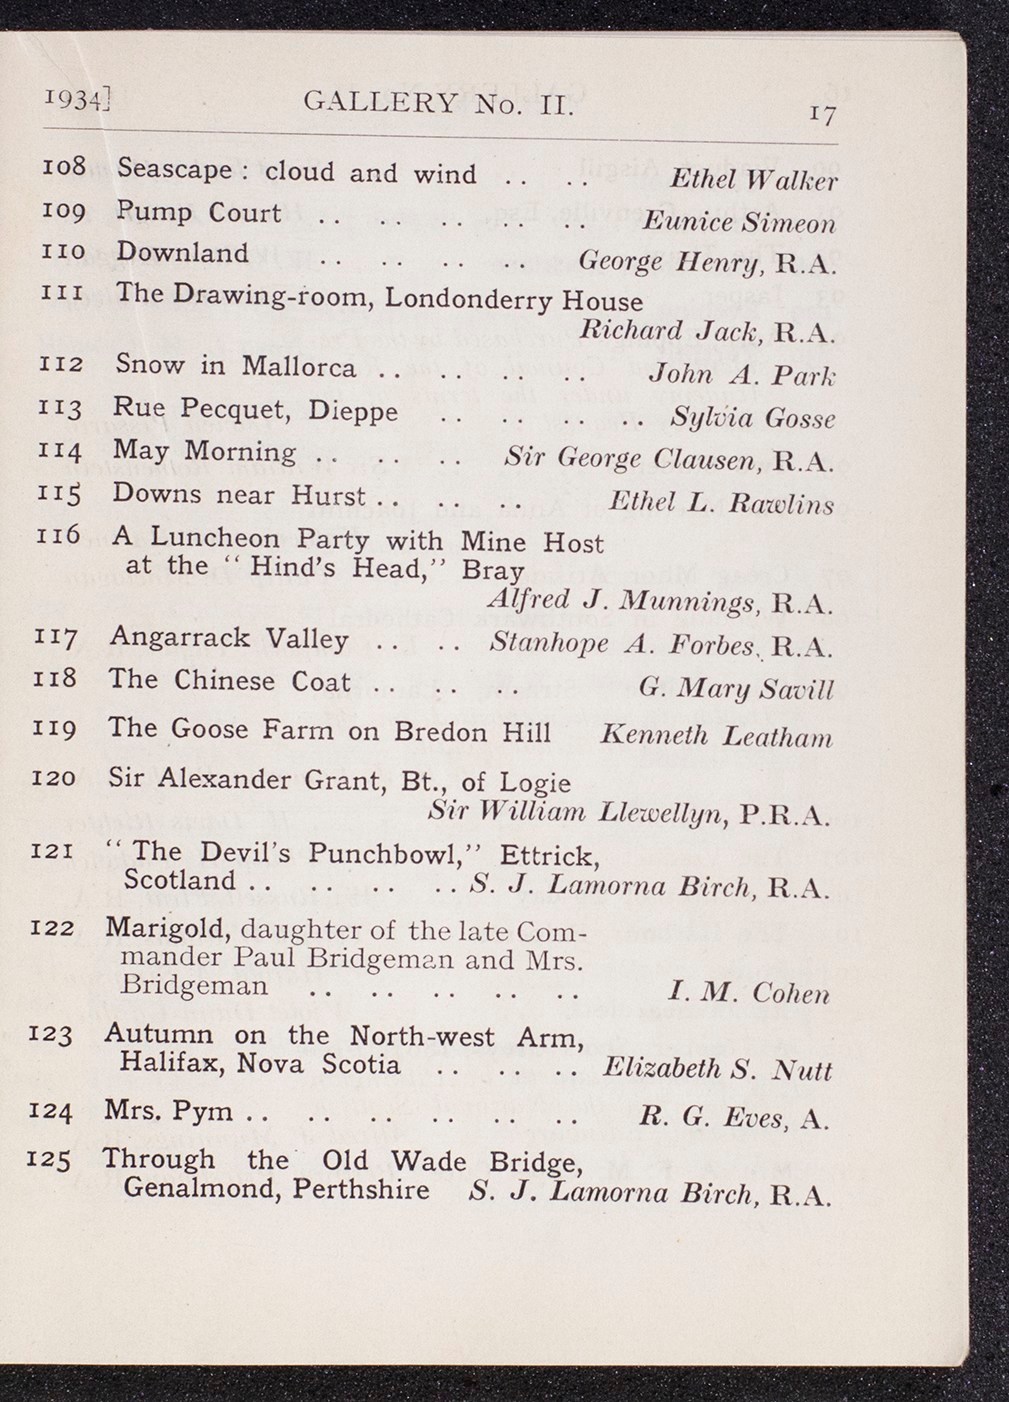 1934] GALLERY No. II. 17
108 Seascape : cloud and wind .. .. Ethel Walker
109 Pump Court .. .. .. .. .. Eunice Simeon
110 Downland .. .. .. .. George Henry, R.A.
111 The Drawing-room, Londonderry House
Richard Jack, R.A.
112 Snow in Mallorca .. .. .. .. John A. Park
113 Rue Pecquet, Dieppe .. .. .. .. Sylvia Gosse
114 May Morning .. .. .. Sir George Clausen, R.A.
115 Downs near Hurst .. .. .. Ethel L. Rawlins
116 A Luncheon Party with Mine Host
at the “ Hind’s Head,” Bray
Alfred J. Munnings, R.A.
117 Angarrack Valley .. .. Stanhope A. Forbes, R.A.
118 The Chinese Coat .. .. .. G. Mary Savill
119 The Goose Farm on Bredon Hill Kenneth Leatham
120 Sir Alexander Grant, Bt., of Logie
Sir William Llewellyn, P.R.A.
121 “ The Devil’s Punchbowl,” Ettrick,
Scotland .. .. .. .. S. J. Lamorna Birch, R.A.
122 Marigold, daughter of the late Com-
mander Paul Bridgeman and Mrs.
Bridgeman .. .. .. .. .. I. M. Cohen
123 Autumn on the North-west Arm,
Halifax, Nova Scotia .. .. .. Elizabeth S. Nutt
124 Mrs. Pym .. .. .. .. .. .. R. G. Eves, A.
125 Through the Old Wade Bridge,
Genalmond, Perthshire S. J. Lamorna Birch, R.A.